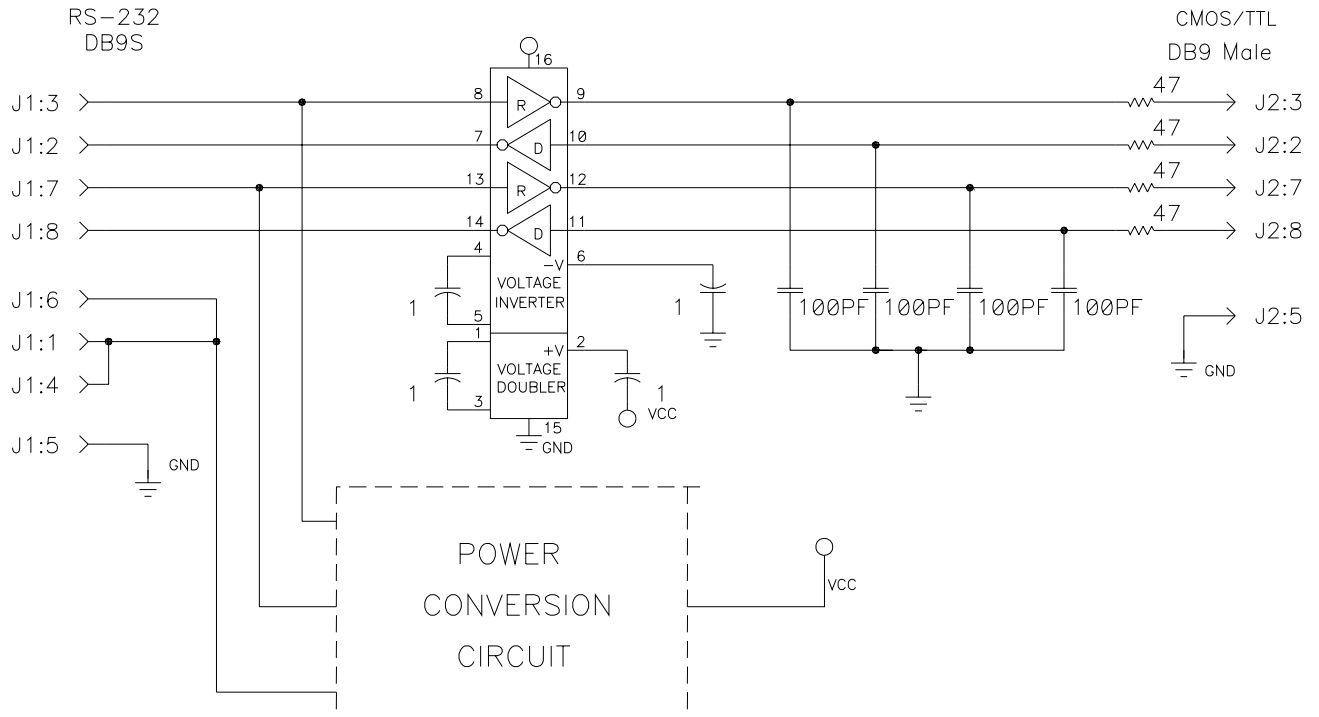 RS-232
DB9S
CMOS/TTL
DB9 Male
16
J1:3
8
R
9
47
J2:3
J1:2
7
D
10
47
J2:2
J1:7
13
R
12
47
J2:7
J1:8
14
D
11
47
J2:8
4
-V
6
VOLTAGE
INVERTER
1
1
100PF
100PF
100PF
100PF
J1:6
5
J2:5
J1:1
1
+V
2
VOLTAGE
DOUBLER
GND
J1:4
1
1
VCC
3
15
GND
J1:5
GND
POWER
CONVERSION
CIRCUIT
VCC